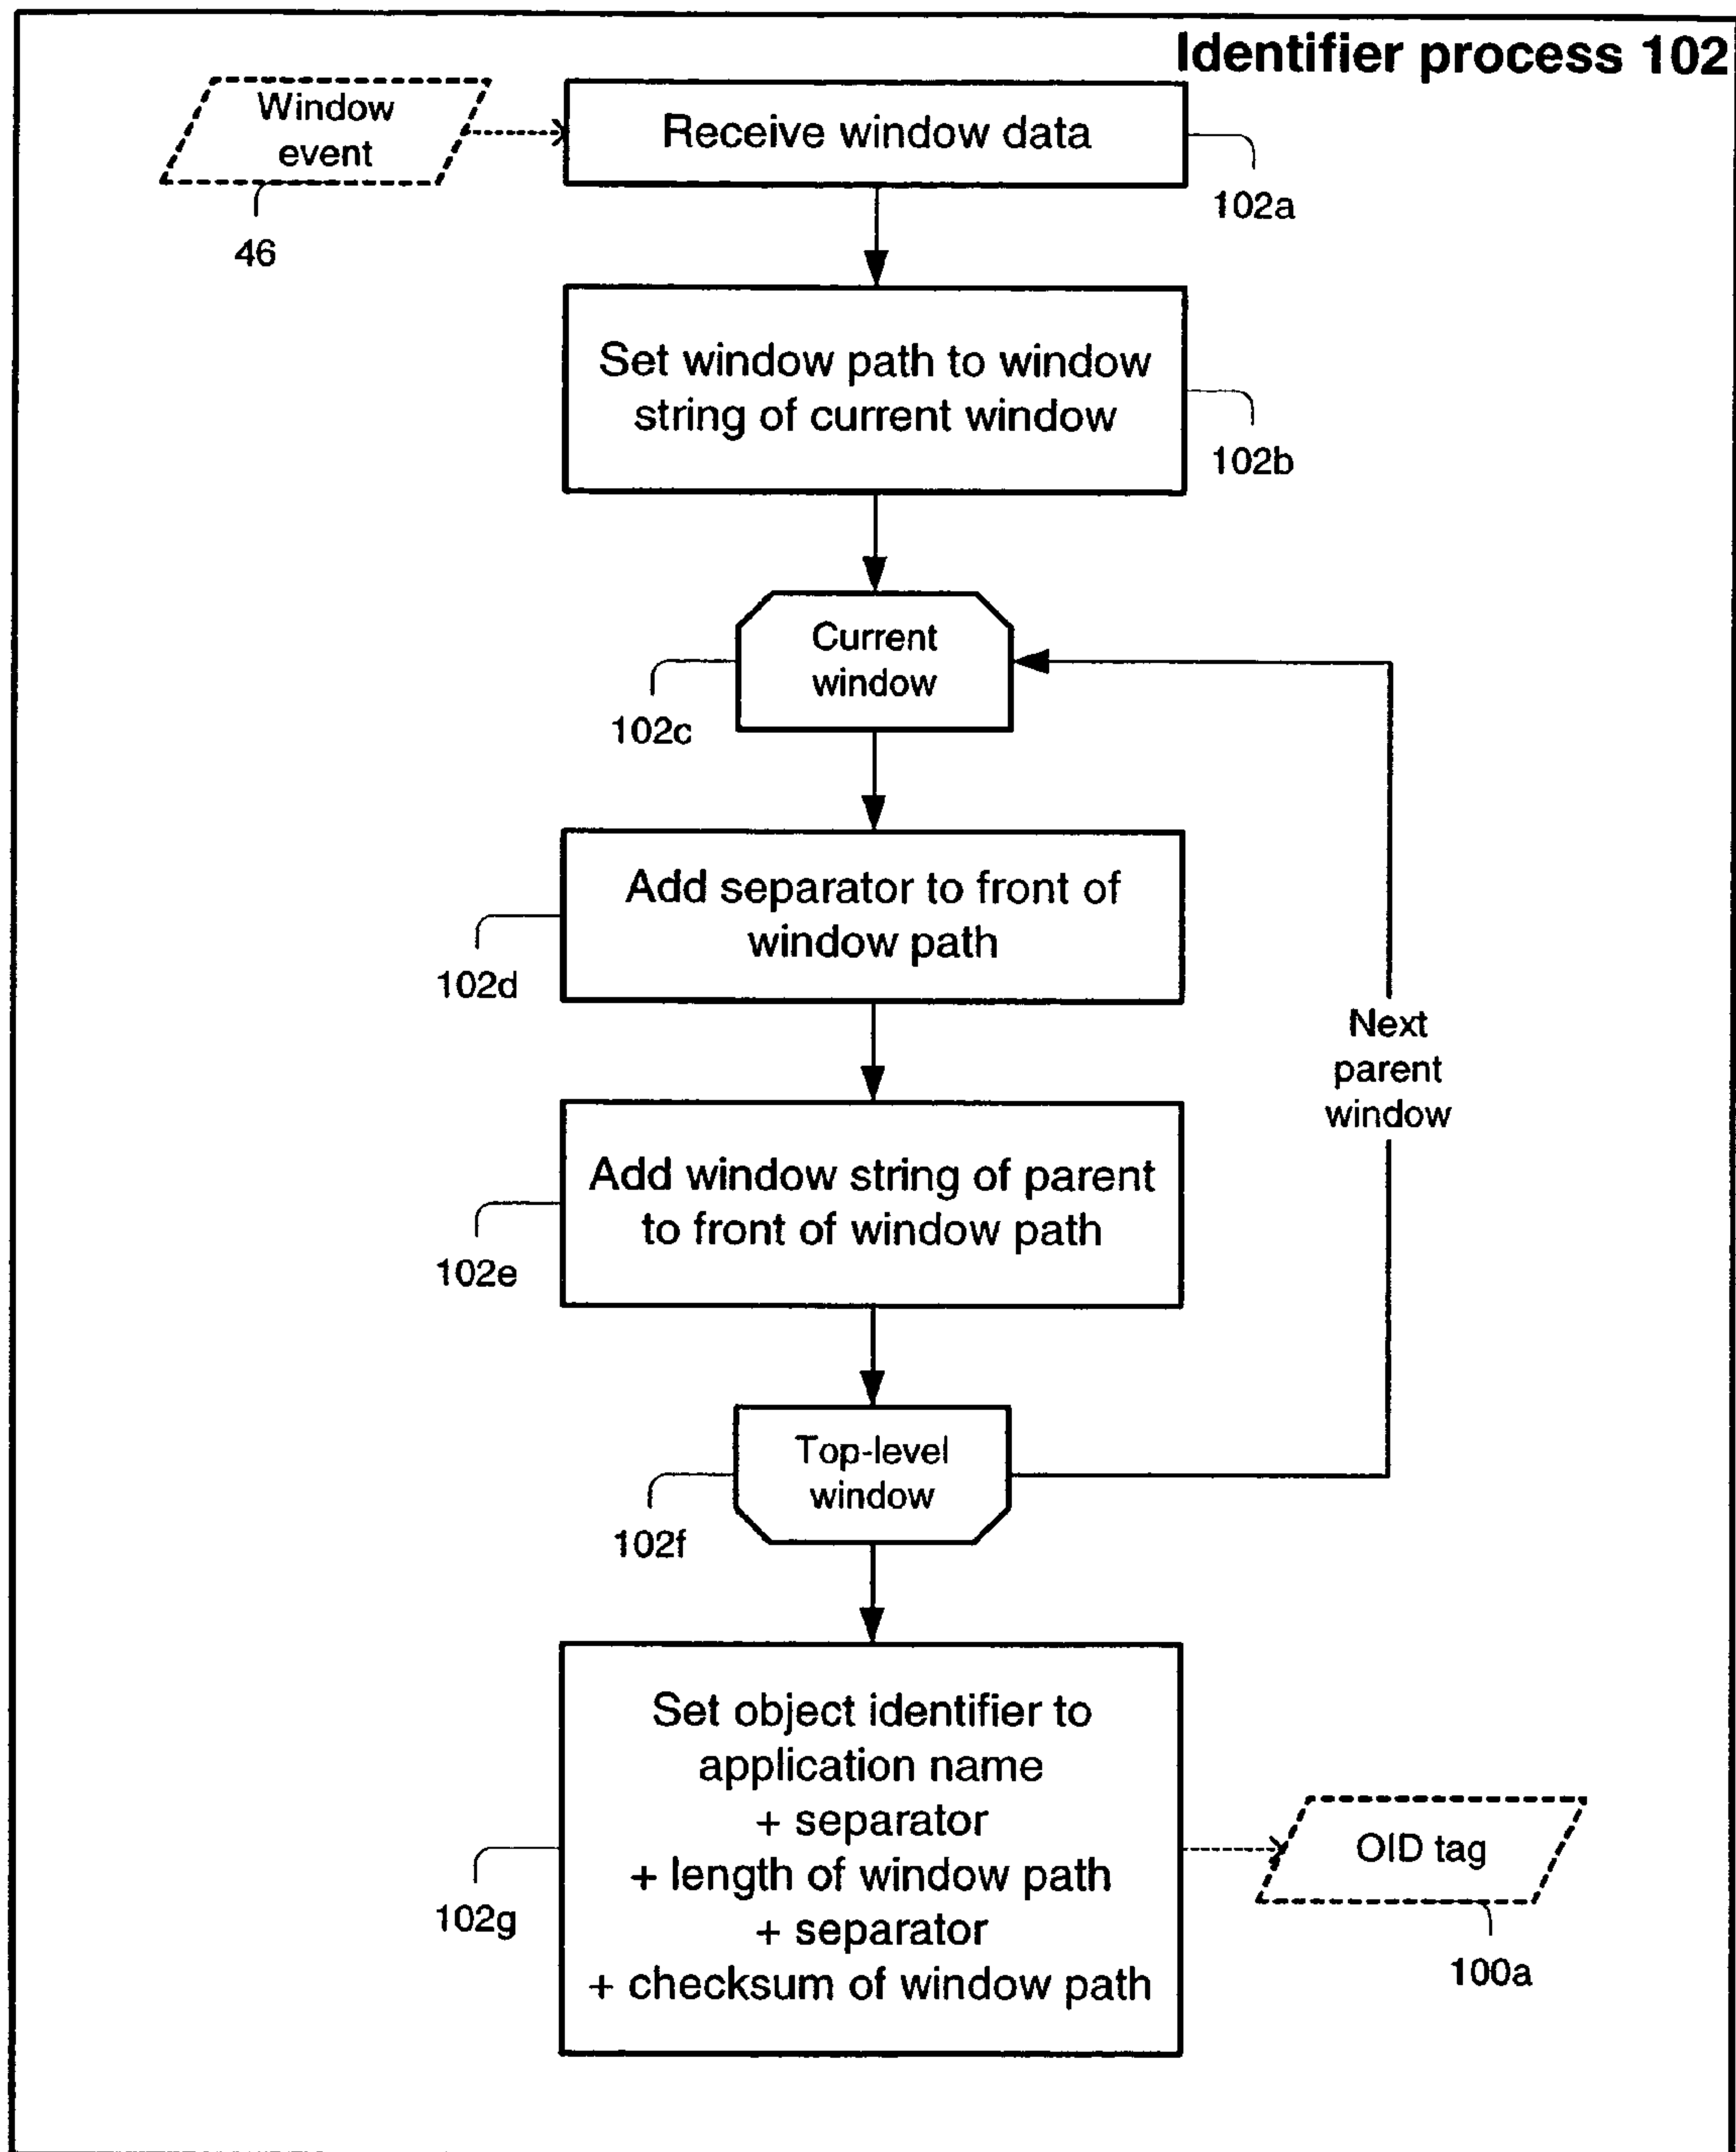 Identifier process 102
Window
event
46
Receive window data
102a
Set window path to window
string of current window
102b
Current
window
102c
Add separator to front of
window path
102d
Next
parent
window
Add window string of parent
to front of window path
102e
Top-level
window
102f
Set object identifier to
application name
+ separator
+ length of window path
+ separator
+ checksum of window path
102g
OID tag
100a